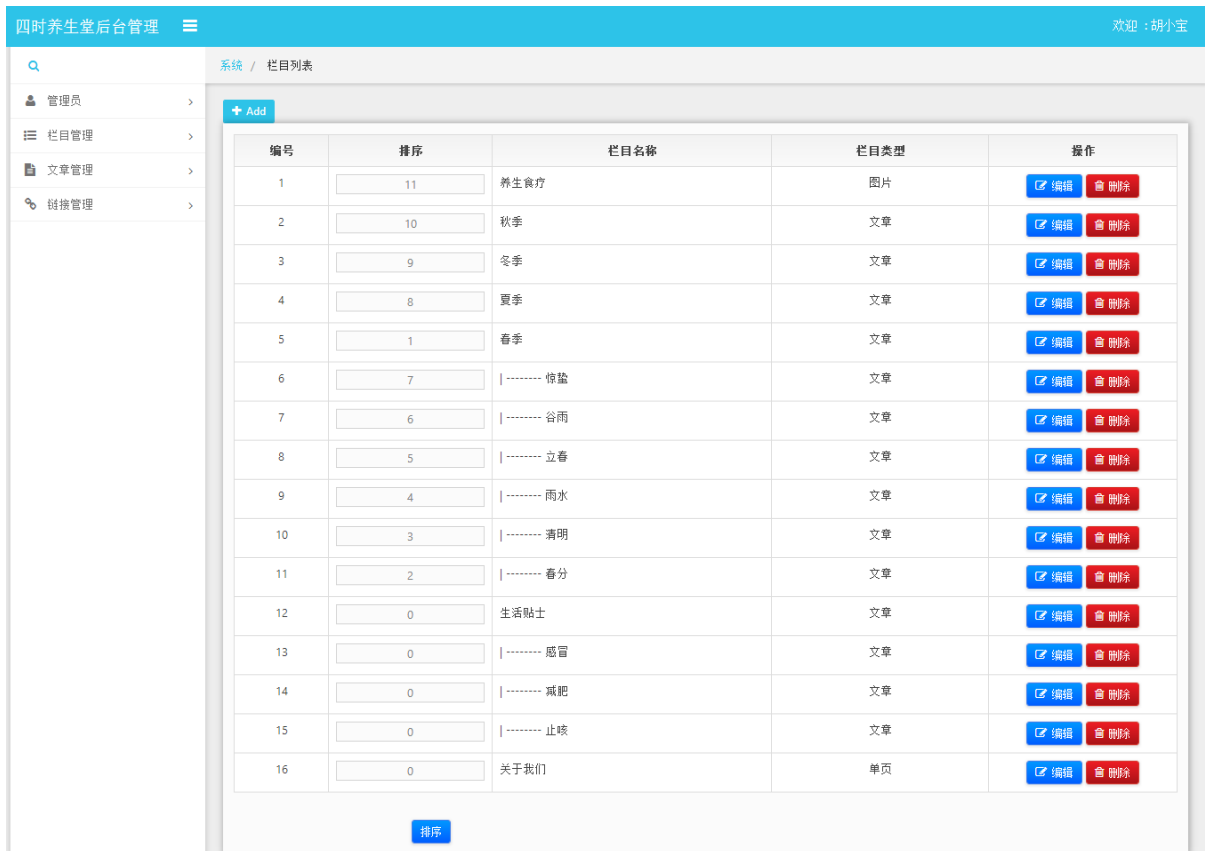 四时养生堂后台管理 欢迎 :胡小宝
系统 / 栏目列表
管理员
栏目管理
文章管理
链接管理
Add
编号 排序 栏目名称 栏目类型 操作
1 11 养生食疗 图片 编辑 删除
2 10 秋季 文章 编辑 删除
3 9 冬季 文章 编辑 删除
4 8 夏季 文章 编辑 删除
5 1 春季 文章 编辑 删除
6 7 |-------- 惊蛰 文章 编辑 删除
7 6 |-------- 谷雨 文章 编辑 删除
8 5 |-------- 立春 文章 编辑 删除
9 4 |-------- 雨水 文章 编辑 删除
10 3 |-------- 清明 文章 编辑 删除
11 2 |-------- 春分 文章 编辑 删除
12 0 生活贴士 文章 编辑 删除
13 0 |-------- 感冒 文章 编辑 删除
14 0 |-------- 减肥 文章 编辑 删除
15 0 |-------- 止咳 文章 编辑 删除
16 0 关于我们 单页 编辑 删除
排序